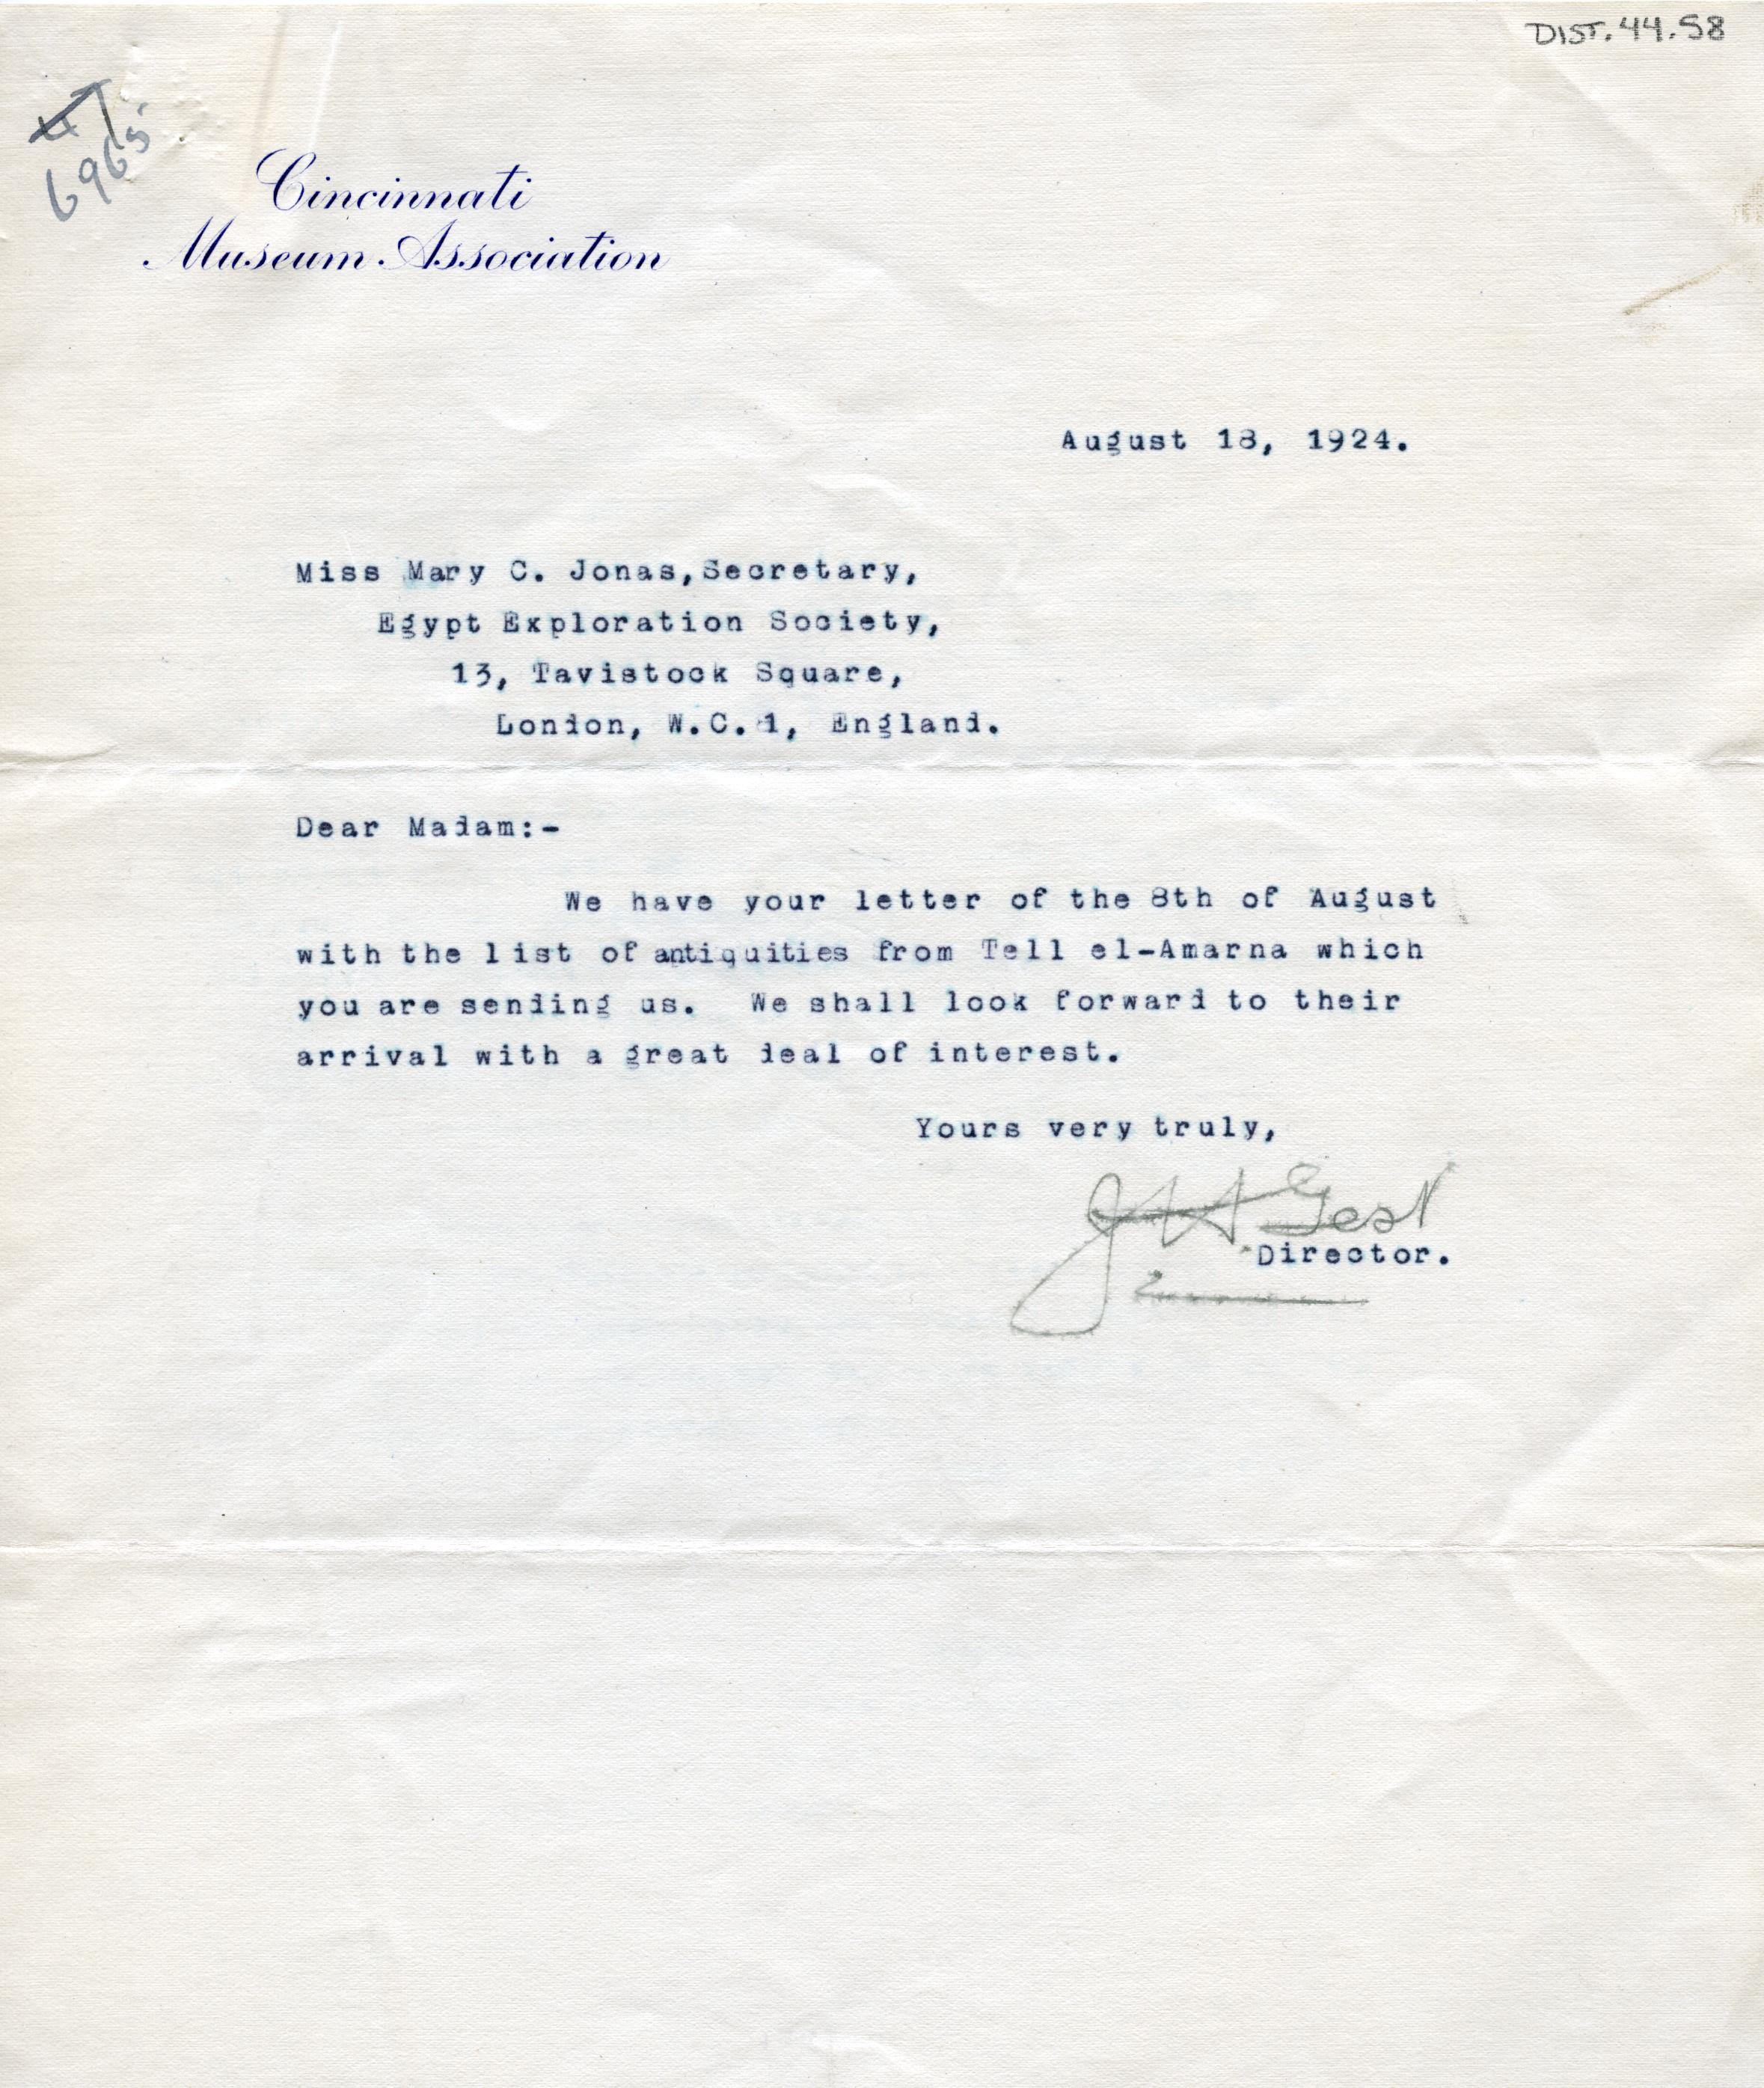 DIST. 44.58
6965
Cincinnati
Museum Association
August 18, 1924.
Miss Mary C. Jonas, Secretary,
Egypt Exploration Society,
13, Tavistock Square,
London, W.C.1, England.
Dear Madam:-
We have your letter of the 8th of August
with the list of antiquities from Tell el-Amarna which
you are sending us. We shall look forward to their
arrival with a great deal of interest.
Yours very truly,
J H Gest
Director.